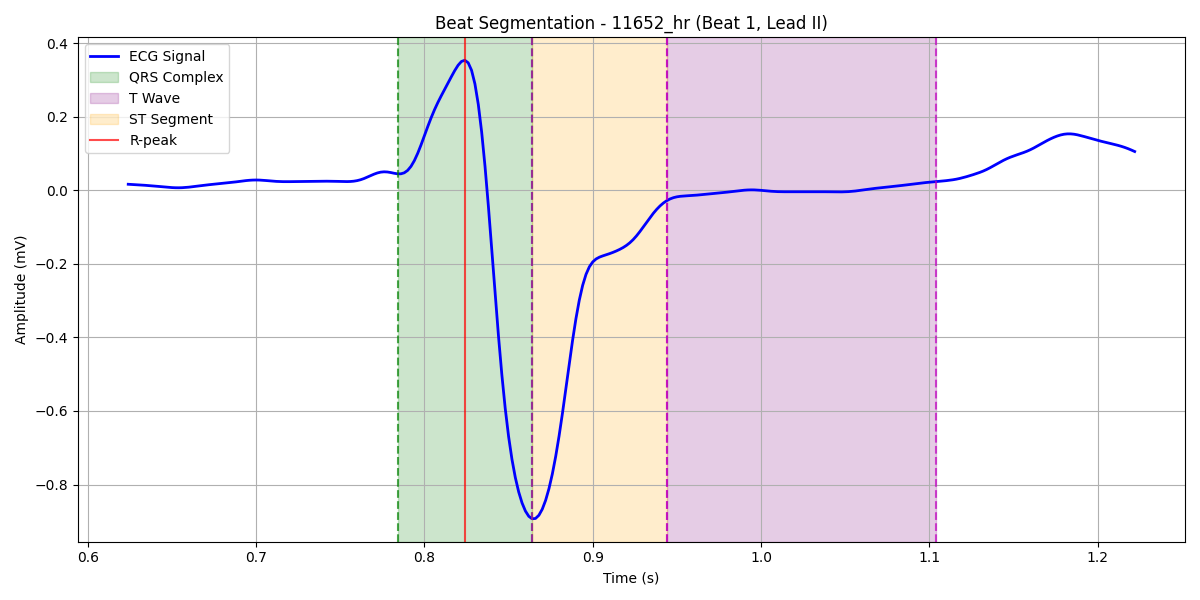 Beat Segmentation - 11652_hr (Beat 1, Lead II)
ECG Signal
QRS Complex
T Wave
ST Segment
R-peak
Amplitude (mV)
0.4
0.2
0.0
−0.2
−0.4
−0.6
−0.8
0.6 0.7 0.8 0.9 1.0 1.1 1.2
Time (s)